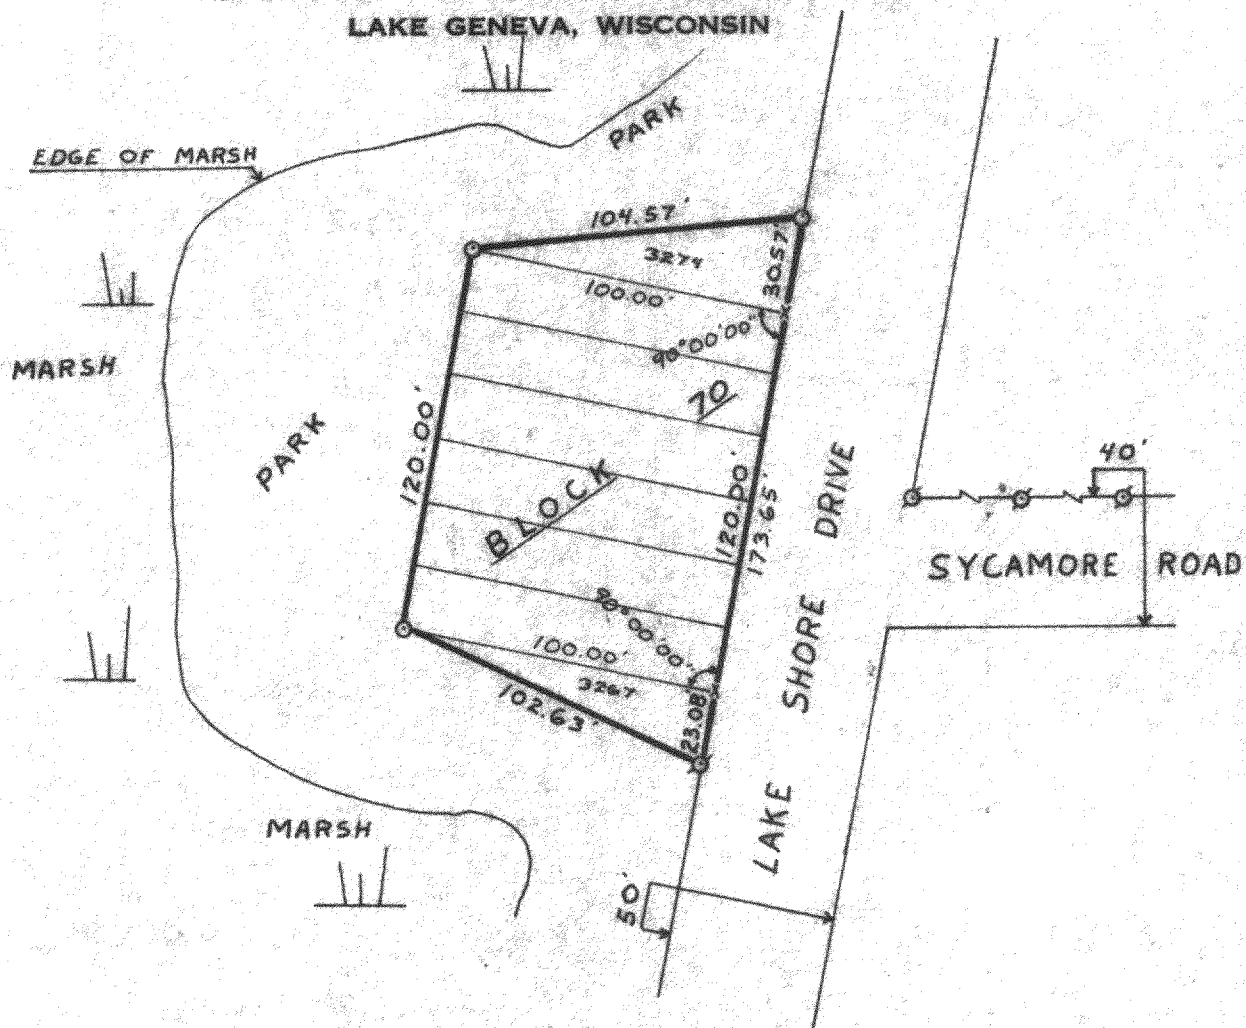 LAKE GENEVA, WISCONSIN
PARK
EDGE OF MARSH
104.57'
3274
30.57'
100.00'
90°00'00"
MARSH
70
PARK
120.00'
BLOCK
120.00'
173.65'
40'
SYCAMORE ROAD
LAKE SHORE DRIVE
90°00'00"
100.00'
3267
102.63'
23.08'
MARSH
50'